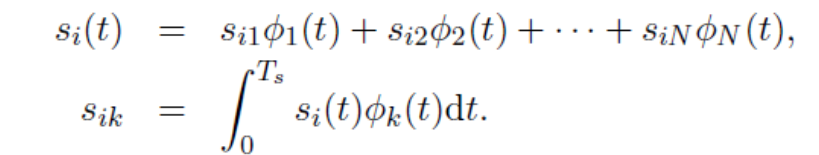 s_i(t) = s_{i1}φ_1(t) + s_{i2}φ_2(t) + ⋯ + s_{iN}φ_N(t),
s_{ik} = ∫_0^{T_s} s_i(t)φ_k(t)dt.